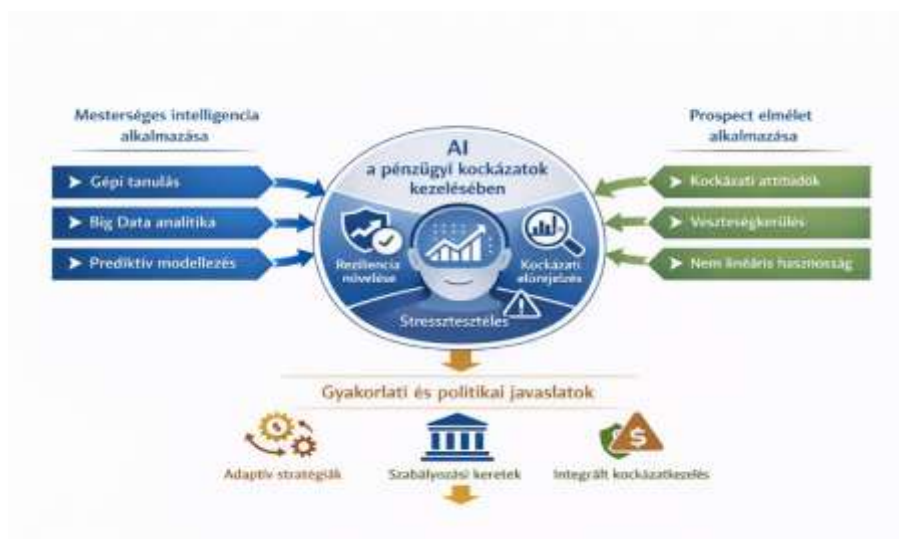 Mesterséges intelligencia
alkalmazása
Gépi tanulás
Big Data analitika
Prediktív modellezés
AI
a pénzügyi kockázatok
kezelésében
Reziliencia
növelése
Kockázati
előrejelzés
Stressztesztelés
Prospect elmélet
alkalmazása
Kockázati attitűdök
Veszteségkerülés
Nem lineáris hasznosság
Gyakorlati és politikai javaslatok
Adaptív stratégiák
Szabályozási keretek
Integrált kockázatkezelés